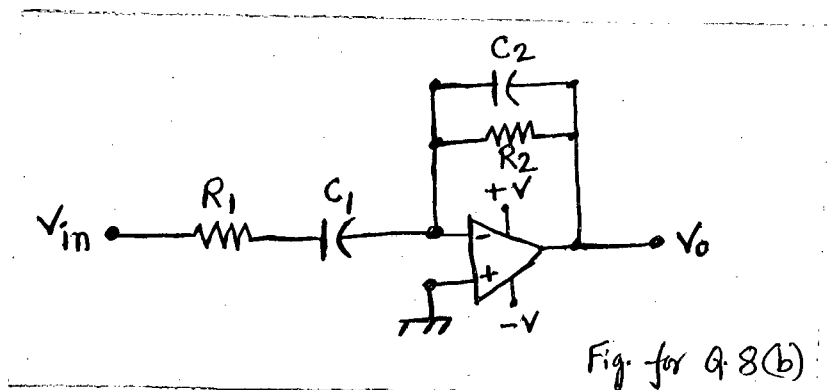 C2
R2
+V
R1
C1
Vin
-
Vo
+
-V
Fig. for Q. 8(b)